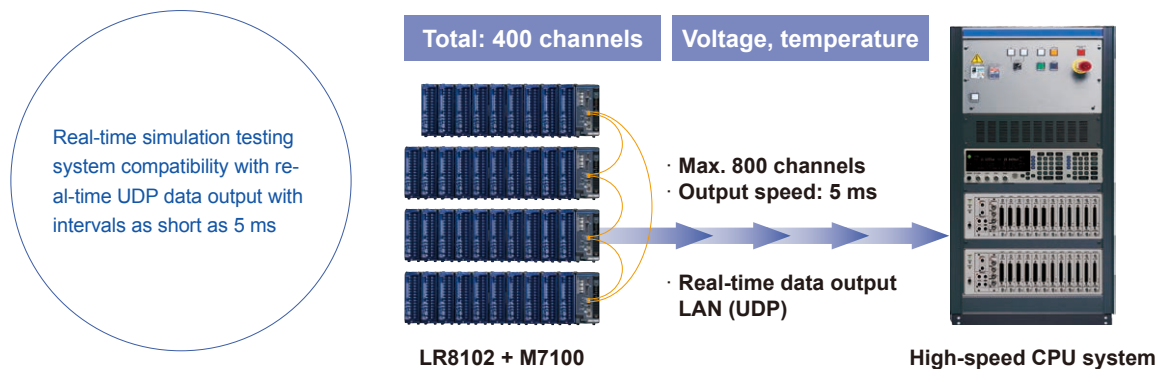 Real-time simulation testing
system compatibility with re-
al-time UDP data output with
intervals as short as 5 ms
Total: 400 channels
Voltage, temperature
· Max. 800 channels
· Output speed: 5 ms
· Real-time data output
LAN (UDP)
LR8102 + M7100
High-speed CPU system